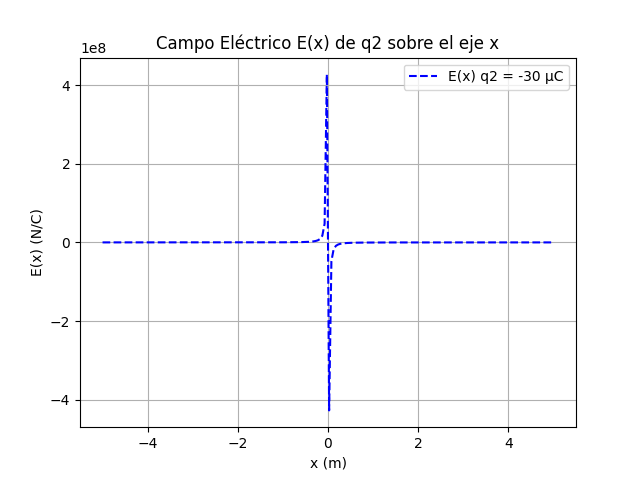 Campo Eléctrico E(x) de q2 sobre el eje x
1e8
E(x) q2 = -30 μC
4
2
0
−2
−4
E(x) (N/C)
−4
−2
0
2
4
x (m)